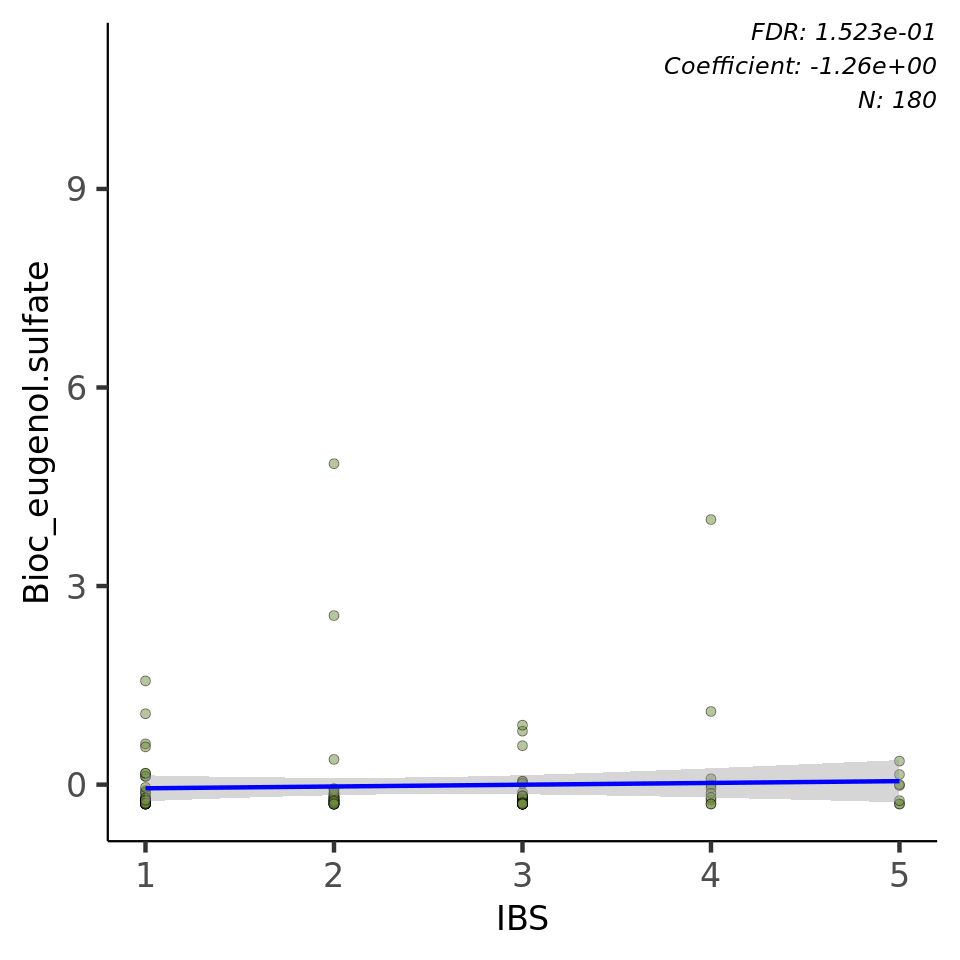 FDR: 1.523e-01
Coefficient: -1.26e+00
N: 180
9
6
3
0
Bioc_eugenol.sulfate
1 2 3 4 5
IBS